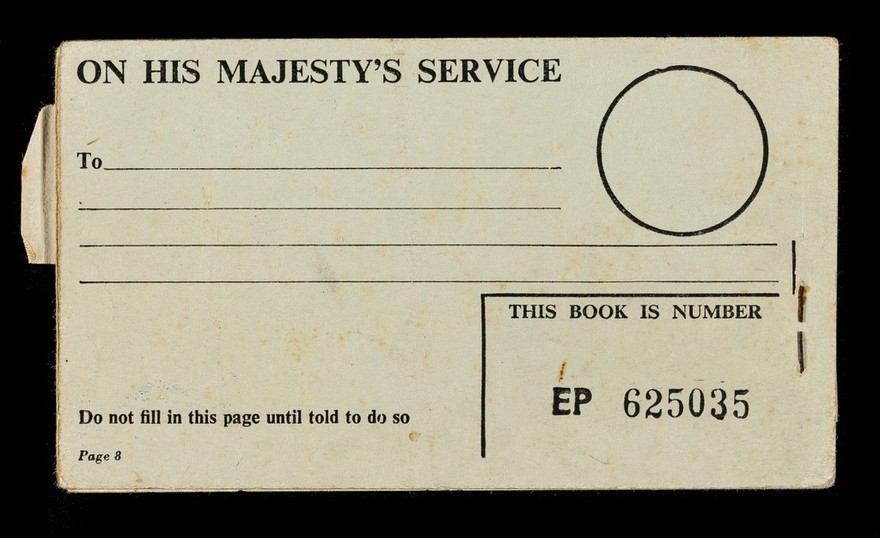 ON HIS MAJESTY'S SERVICE
To
THIS BOOK IS NUMBER
EP 625035
Do not fill in this page until told to do so
Page 8